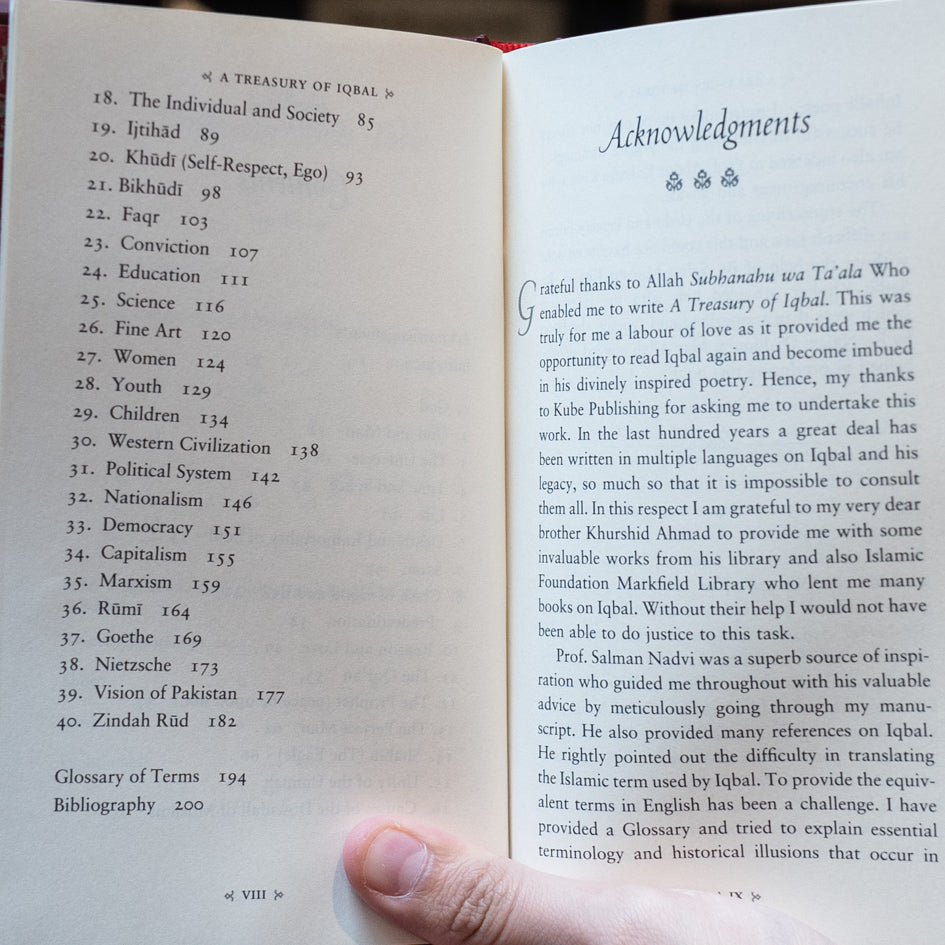 A TREASURY OF IQBAL
18. The Individual and Society 85
19. Ijtihād 89
20. Khūdī (Self-Respect, Ego) 93
21. Bikhūdī 98
22. Faqr 103
23. Conviction 107
24. Education 111
25. Science 116
26. Fine Art 120
27. Women 124
28. Youth 129
29. Children 134
30. Western Civilization 138
31. Political System 142
32. Nationalism 146
33. Democracy 151
34. Capitalism 155
35. Marxism 159
36. Rūmī 164
37. Goethe 169
38. Nietzsche 173
39. Vision of Pakistan 177
40. Zindah Rūd 182
Glossary of Terms 194
Bibliography 200
VIII
Acknowledgments
Grateful thanks to Allah Subhanahu wa Ta'ala Who
enabled me to write A Treasury of Iqbal. This was
truly for me a labour of love as it provided me the
opportunity to read Iqbal again and become imbued
in his divinely inspired poetry. Hence, my thanks
to Kube Publishing for asking me to undertake this
work. In the last hundred years a great deal has
been written in multiple languages on Iqbal and his
legacy, so much so that it is impossible to consult
them all. In this respect I am grateful to my very dear
brother Khurshid Ahmad to provide me with some
invaluable works from his library and also Islamic
Foundation Markfield Library who lent me many
books on Iqbal. Without their help I would not have
been able to do justice to this task.
Prof. Salman Nadvi was a superb source of inspi-
ration who guided me throughout with his valuable
advice by meticulously going through my manu-
script. He also provided many references on Iqbal.
He rightly pointed out the difficulty in translating
the Islamic term used by Iqbal. To provide the equiv-
alent terms in English has been a challenge. I have
provided a Glossary and tried to explain essential
terminology and historical illusions that occur in
IX